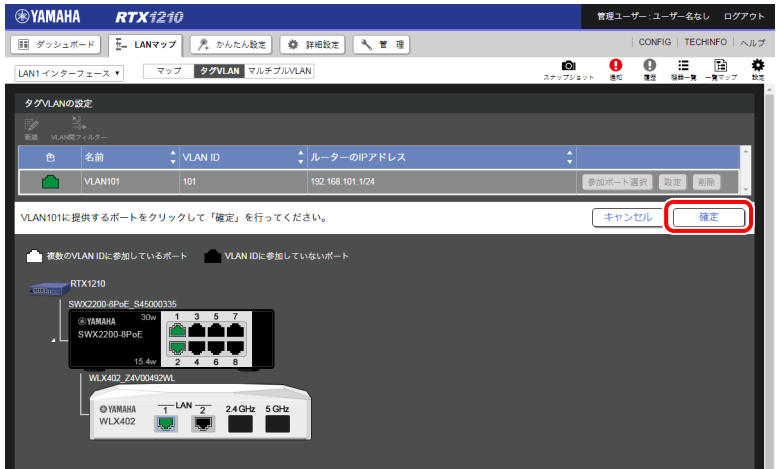 YAMAHA RTX1210 管理ユーザー : ユーザー名なし ログアウト
ダッシュボード LANマップ かんたん設定 詳細設定 管 理 CONFIG TECHINFO ヘルプ
LAN1 インターフェース ▼ マップ タグVLAN マルチプルVLAN スナップショット 通知 履歴 機器一覧 一覧マップ 設定
タグVLANの設定
新規 VLAN間フィルター
色 名前 VLAN ID ルーターのIPアドレス
VLAN101 101 192.168.101.1/24 参加ポート選択 設定 削除
VLAN101に提供するポートをクリックして「確定」を行ってください。 キャンセル 確定
複数のVLAN IDに参加しているポート VLAN IDに参加していないポート
RTX1210
SWX2200-8PoE_S45000335
YAMAHA 30w 1 3 5 7
SWX2200-8PoE
15.4w 2 4 6 8
WLX402_Z4V00492WL
YAMAHA 1 LAN 2 2.4 GHz 5 GHz
WLX402